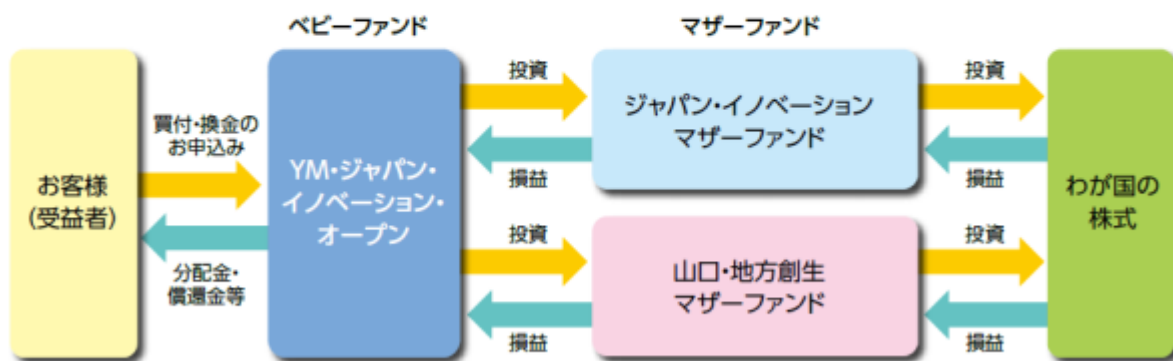 ベビーファンド
マザーファンド
お客様
(受益者)
買付・換金の
お申込み
分配金・
償還金等
YM・ジャパン・
イノベーション・
オープン
投資
損益
投資
損益
ジャパン・イノベーション
マザーファンド
山口・地方創生
マザーファンド
投資
損益
投資
損益
わが国の
株式